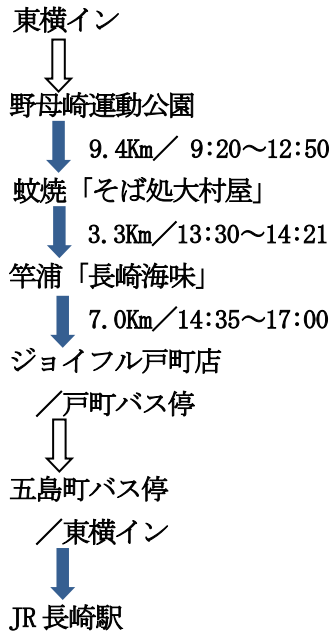 東横イン
野母崎運動公園
9.4Km／ 9:20～12:50
蚊焼「そば処大村屋」
3.3Km／13:30～14:21
竿浦「長崎海味」
7.0Km／14:35～17:00
ジョイフル戸町店
／戸町バス停
五島町バス停
／東横イン
JR 長崎駅